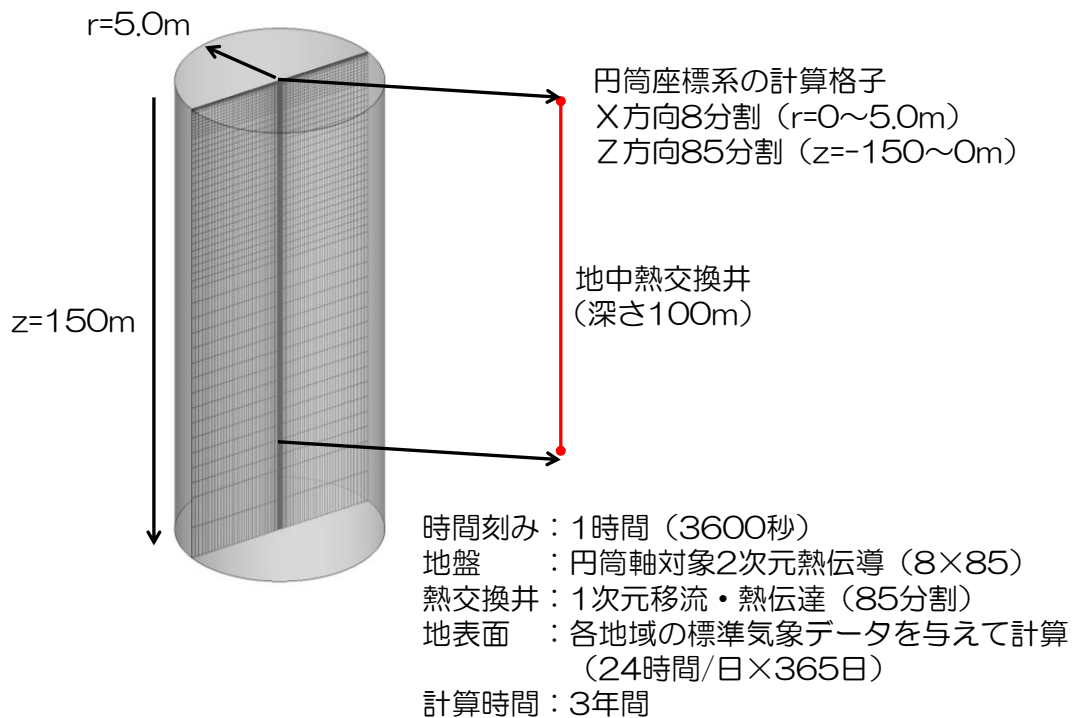 r=5.0m
円筒座標系の計算格子
X方向8分割（r=0～5.0m）
Z方向85分割（z=-150～0m）
地中熱交換井
（深さ100m）
z=150m
時間刻み：1時間（3600秒）
地盤　　：円筒軸対象2次元熱伝導（8×85）
熱交換井：1次元移流・熱伝達（85分割）
地表面　：各地域の標準気象データを与えて計算
（24時間/日×365日）
計算時間：3年間